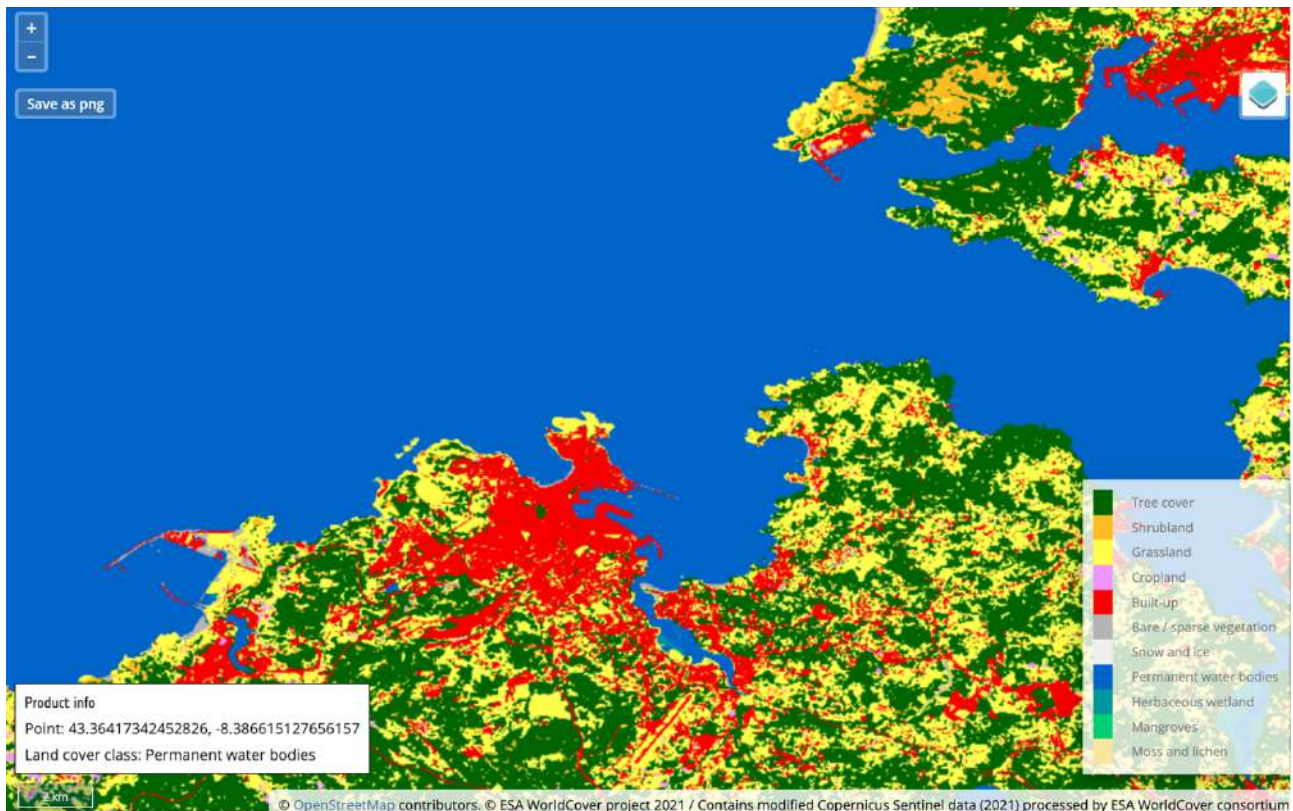 +
−
Save as png
Tree cover
Shrubland
Grassland
Cropland
Built-up
Bare / sparse vegetation
Snow and ice
Permanent water bodies
Herbaceous wetland
Mangroves
Moss and lichen
Product info
Point: 43.36417342452826, -8.386615127656157
Land cover class: Permanent water bodies
2 km
© OpenStreetMap contributors. © ESA WorldCover project 2021 / Contains modified Copernicus Sentinel data (2021) processed by ESA WorldCover consortium